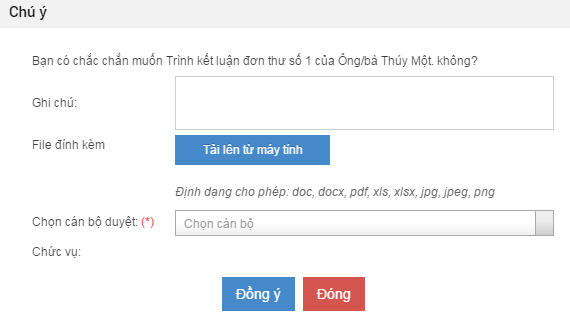 Chú ý
Bạn có chắc chắn muốn Trình kết luận đơn thư số 1 của Ông/bà Thúy Một. không?
Ghi chú:
File đính kèm
Tải lên từ máy tính
Định dạng cho phép: doc, docx, pdf, xls, xlsx, jpg, jpeg, png
Chọn cán bộ duyệt: (*)
Chọn cán bộ
Chức vụ:
Đồng ý
Đóng